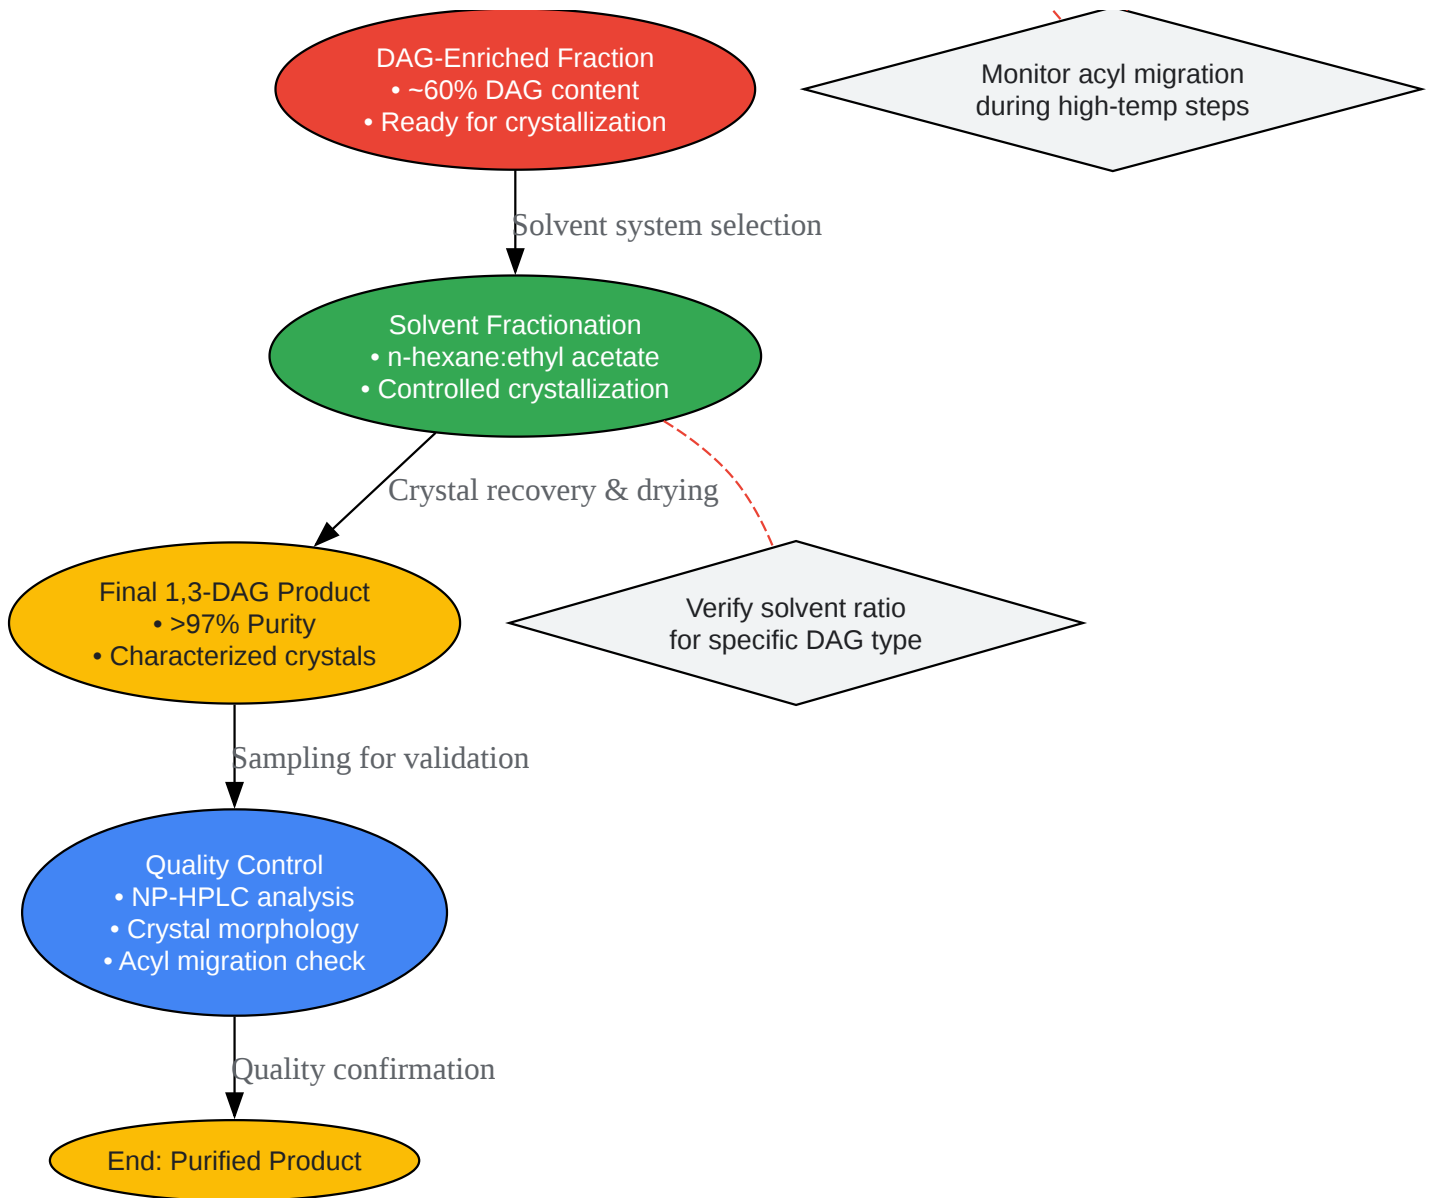 DAG-Enriched Fraction
• ~60% DAG content
• Ready for crystallization
Monitor acyl migration
during high-temp steps
Solvent system selection
Solvent Fractionation
• n-hexane:ethyl acetate
• Controlled crystallization
Crystal recovery & drying
Final 1,3-DAG Product
• >97% Purity
• Characterized crystals
Verify solvent ratio
for specific DAG type
Sampling for validation
Quality Control
• NP-HPLC analysis
• Crystal morphology
• Acyl migration check
Quality confirmation
End: Purified Product